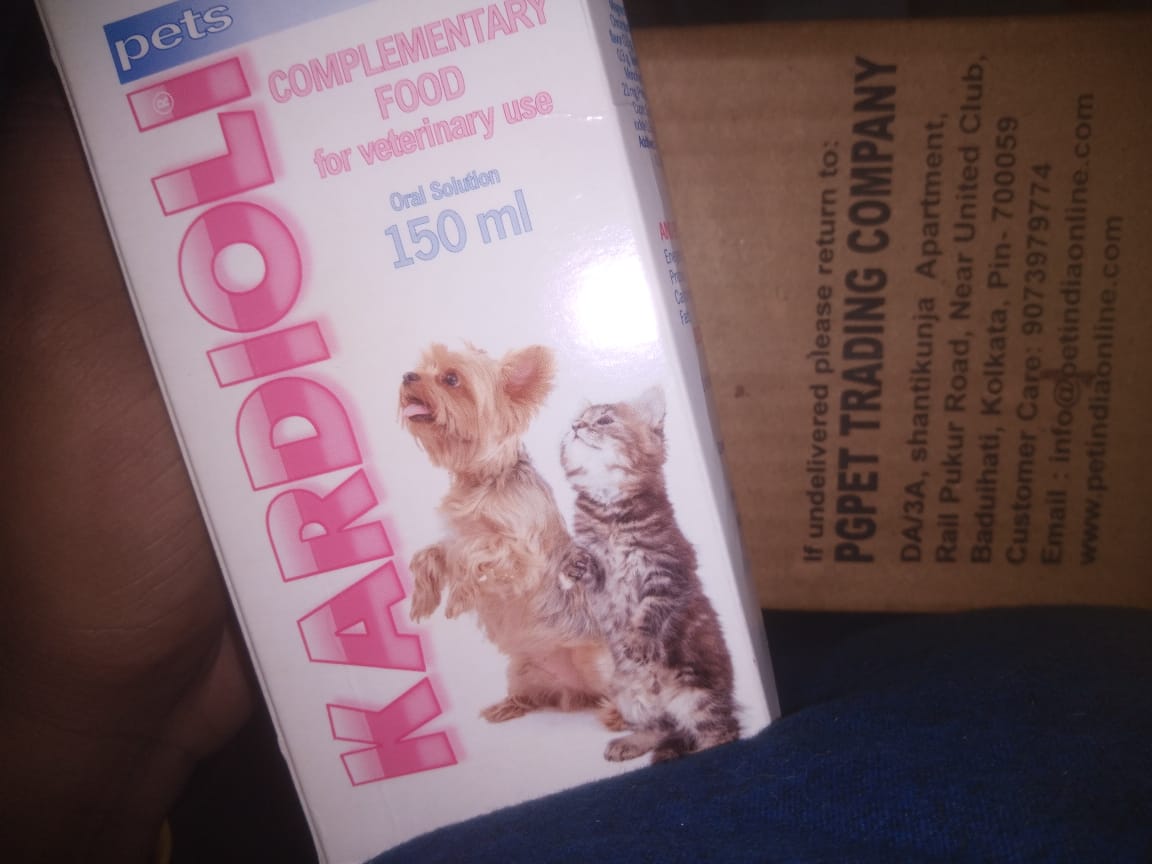 pets
KARDIOLI®
COMPLEMENTARY
FOOD
for veterinary use
Oral Solution
150 ml
If undelivered please return to:
PGPET TRADING COMPANY
DA/3A, shantikunja Apartment,
Rail Pukur Road, Near United Club,
Baduihati, Kolkata, Pin- 700059
Customer Care: 9073979774
Email : info@petindiaonline.com
www.petindiaonline.com